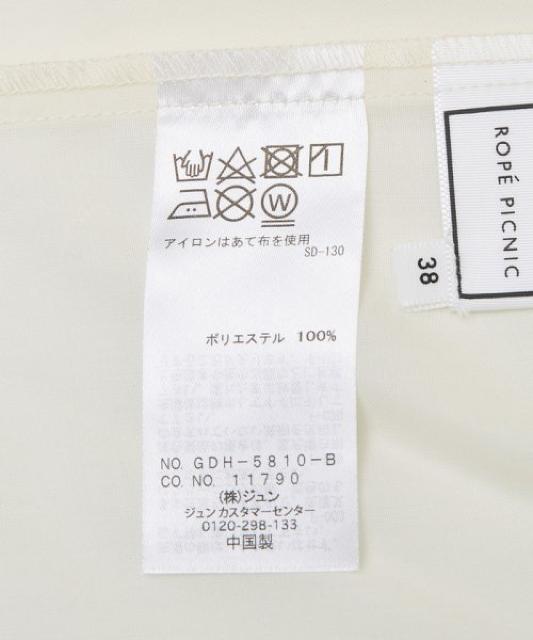 W
アイロンはあて布を使用
SD-130
ポリエステル 100%
NO. GDH-5810-B
CO. NO. 11790
(株)ジュン
ジュン カスタマーセンター
0120-298-133
中国製
ROPÉ PICNIC
38